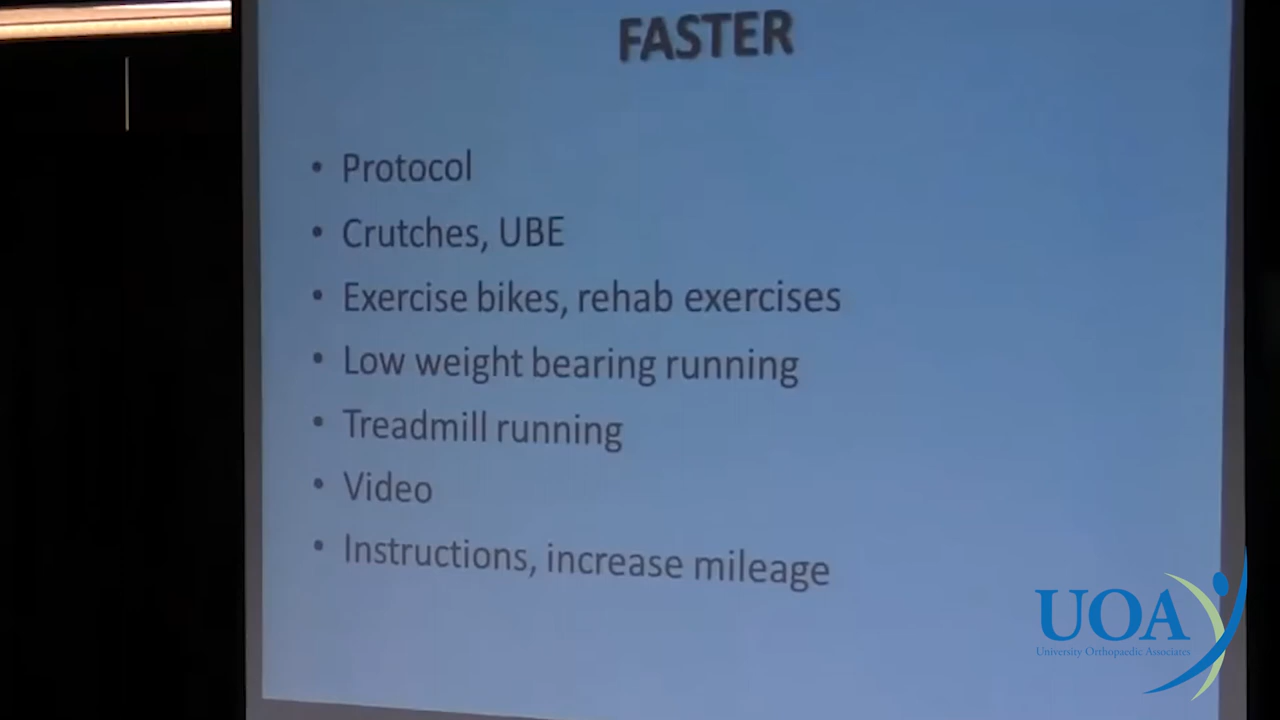 FASTER
• Protocol
• Crutches, UBE
• Exercise bikes, rehab exercises
• Low weight bearing running
• Treadmill running
• Video
• Instructions, increase mileage
UOA
University Orthopaedic Associates